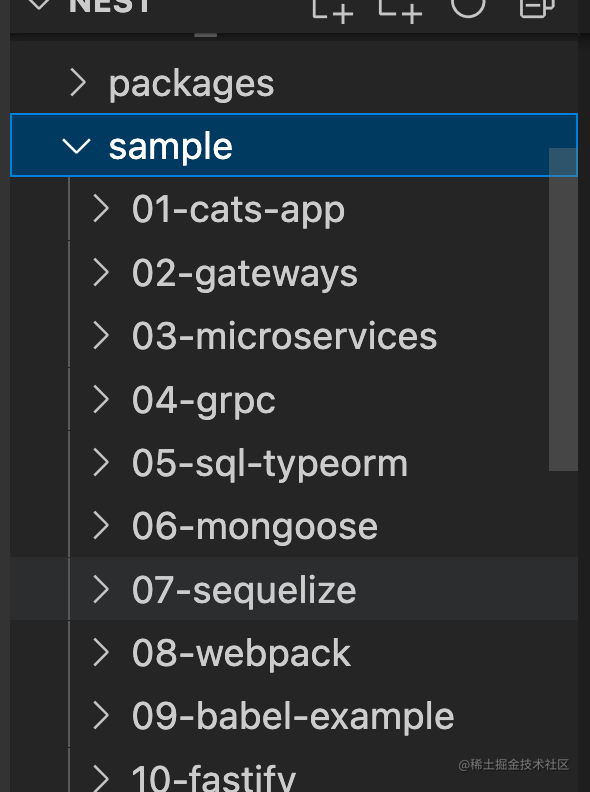 NEST
packages
sample
01-cats-app
02-gateways
03-microservices
04-grpc
05-sql-typeorm
06-mongoose
07-sequelize
08-webpack
09-babel-example
10-fastify
@稀土掘金技术社区